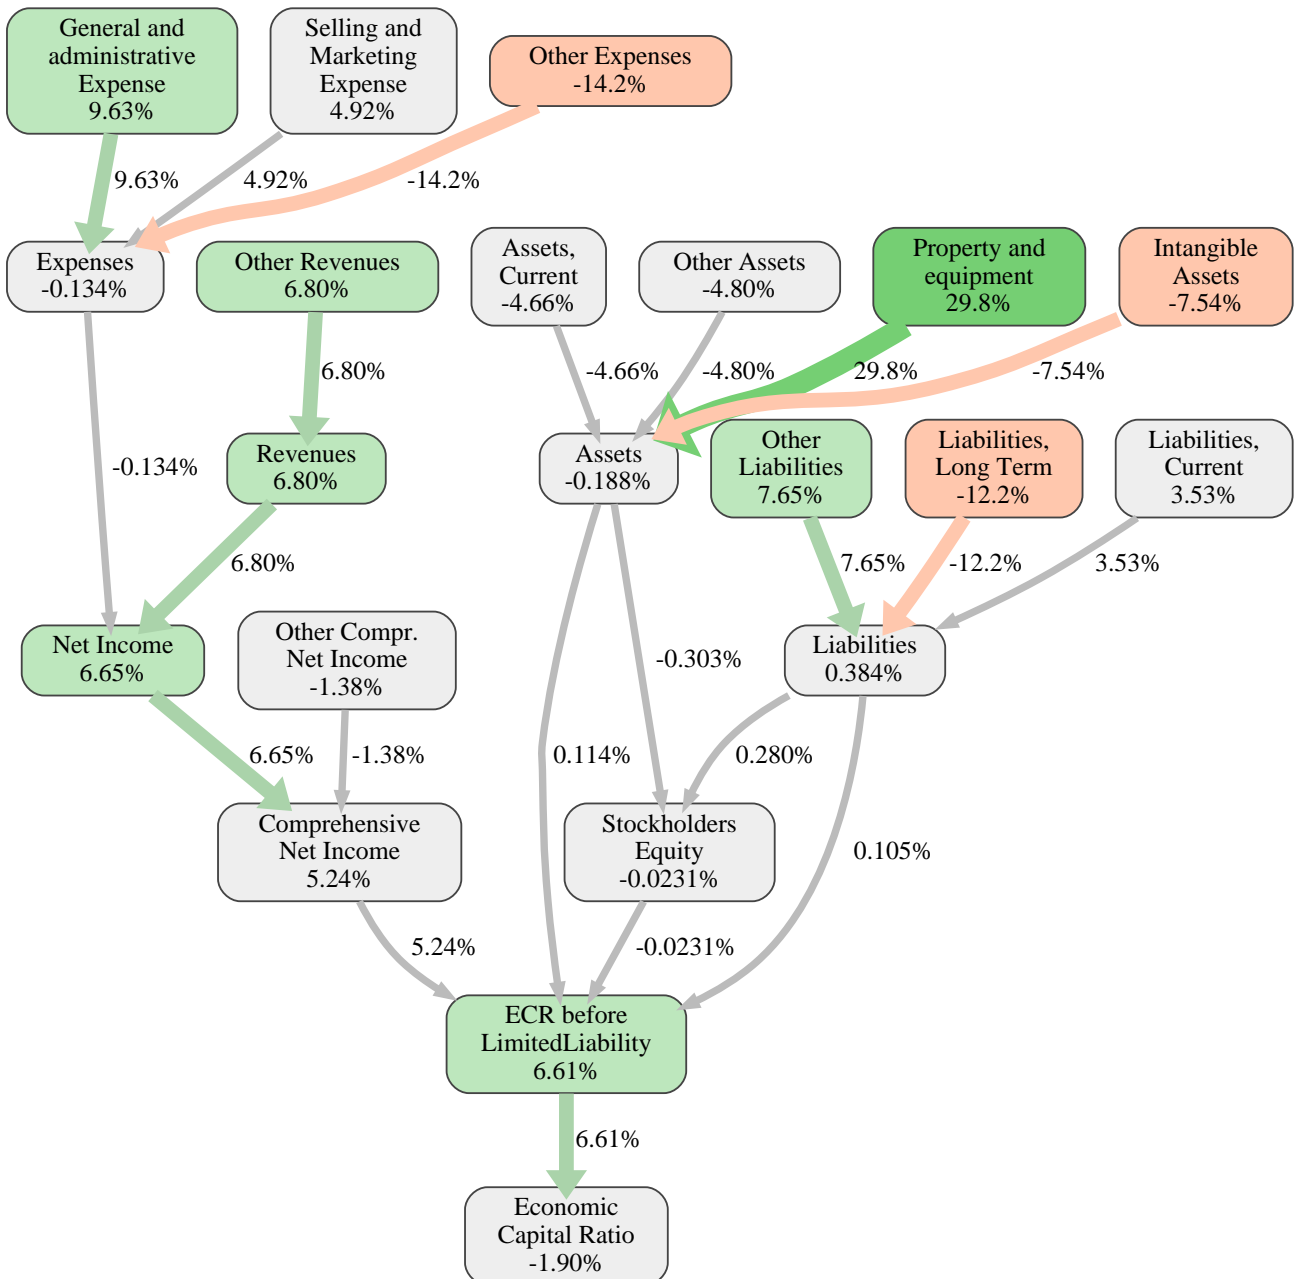 General and
administrative
Expense
9.63%
Selling and
Marketing
Expense
4.92%
Other Expenses
-14.2%
9.63%
4.92%
-14.2%
Expenses
-0.134%
Other Revenues
6.80%
Assets,
Current
-4.66%
Other Assets
-4.80%
Property and
equipment
29.8%
Intangible
Assets
-7.54%
6.80%
-4.66%
-4.80%
29.8%
-7.54%
-0.134%
Revenues
6.80%
Assets
-0.188%
Other
Liabilities
7.65%
Liabilities,
Long Term
-12.2%
Liabilities,
Current
3.53%
6.80%
7.65%
-12.2%
3.53%
Net Income
6.65%
Other Compr.
Net Income
-1.38%
-0.303%
Liabilities
0.384%
6.65%
-1.38%
0.114%
0.280%
Comprehensive
Net Income
5.24%
Stockholders
Equity
-0.0231%
0.105%
5.24%
-0.0231%
ECR before
LimitedLiability
6.61%
6.61%
Economic
Capital Ratio
-1.90%